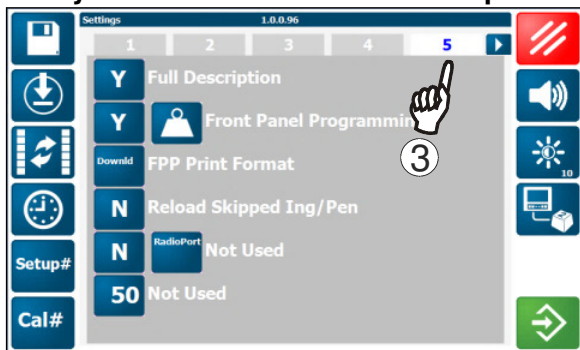 Settings 1.0.0.96
1 2 3 4 5
Y Full Description
Y Front Panel Programmin
Downld FPP Print Format
N Reload Skipped Ing/Pen
N RadioPort Not Used
50 Not Used
Setup#
Cal#
10
3